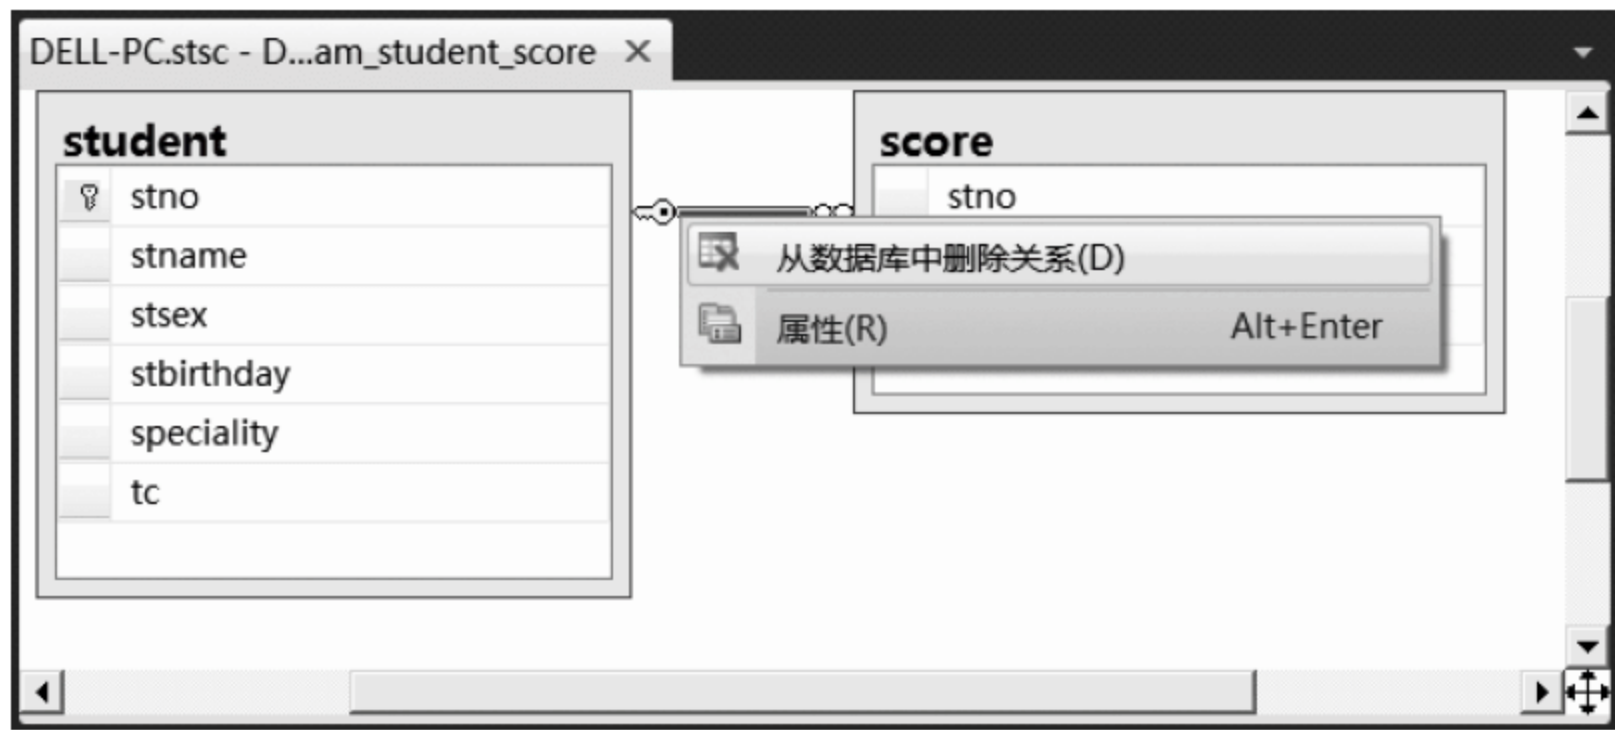 DELL-PC.stsc - D...am_student_score
student
stno
stname
stsex
stbirthday
speciality
tc
score
stno
从数据库中删除关系(D)
属性(R) Alt+Enter